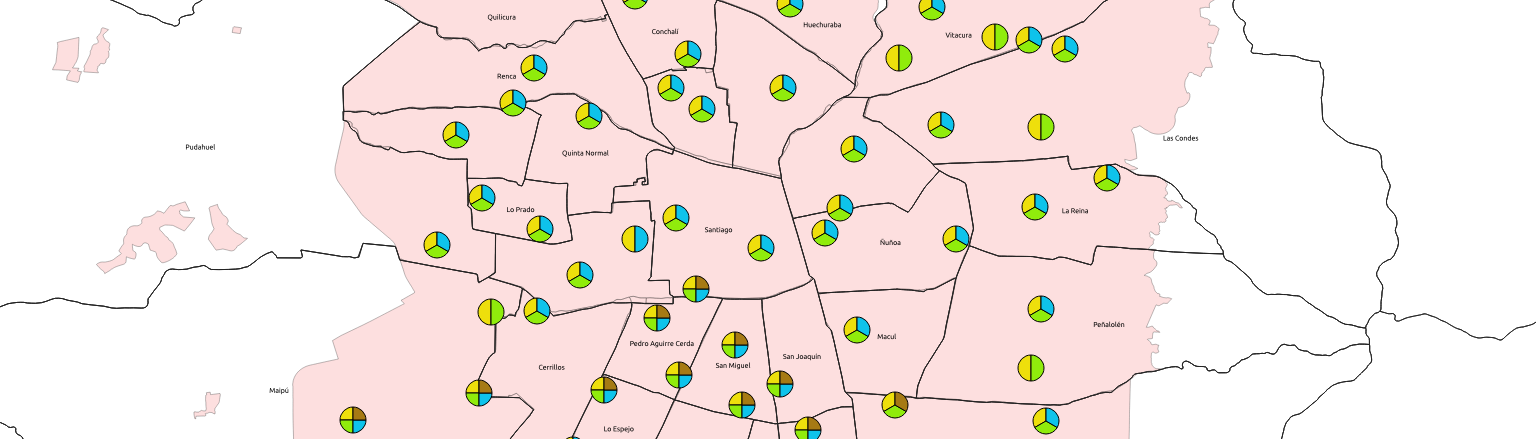 Quilicura
Huechuraba
Conchalí
Vitacura
Renca
Las Condes
Pudahuel
Quinta Normal
Lo Prado
La Reina
Santiago
Ñuñoa
Peñalolén
Macul
Pedro Aguirre Cerda
San Joaquín
San Miguel
Cerrillos
Maipú
Lo Espejo